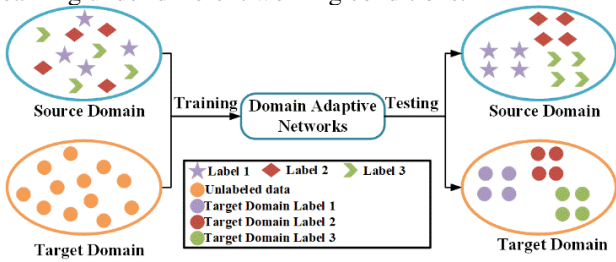 Source Domain
Training
Domain Adaptive
Networks
Testing
Source Domain
Label 1
Label 2
Label 3
Unlabeled data
Target Domain Label 1
Target Domain Label 2
Target Domain Label 3
Target Domain
Target Domain